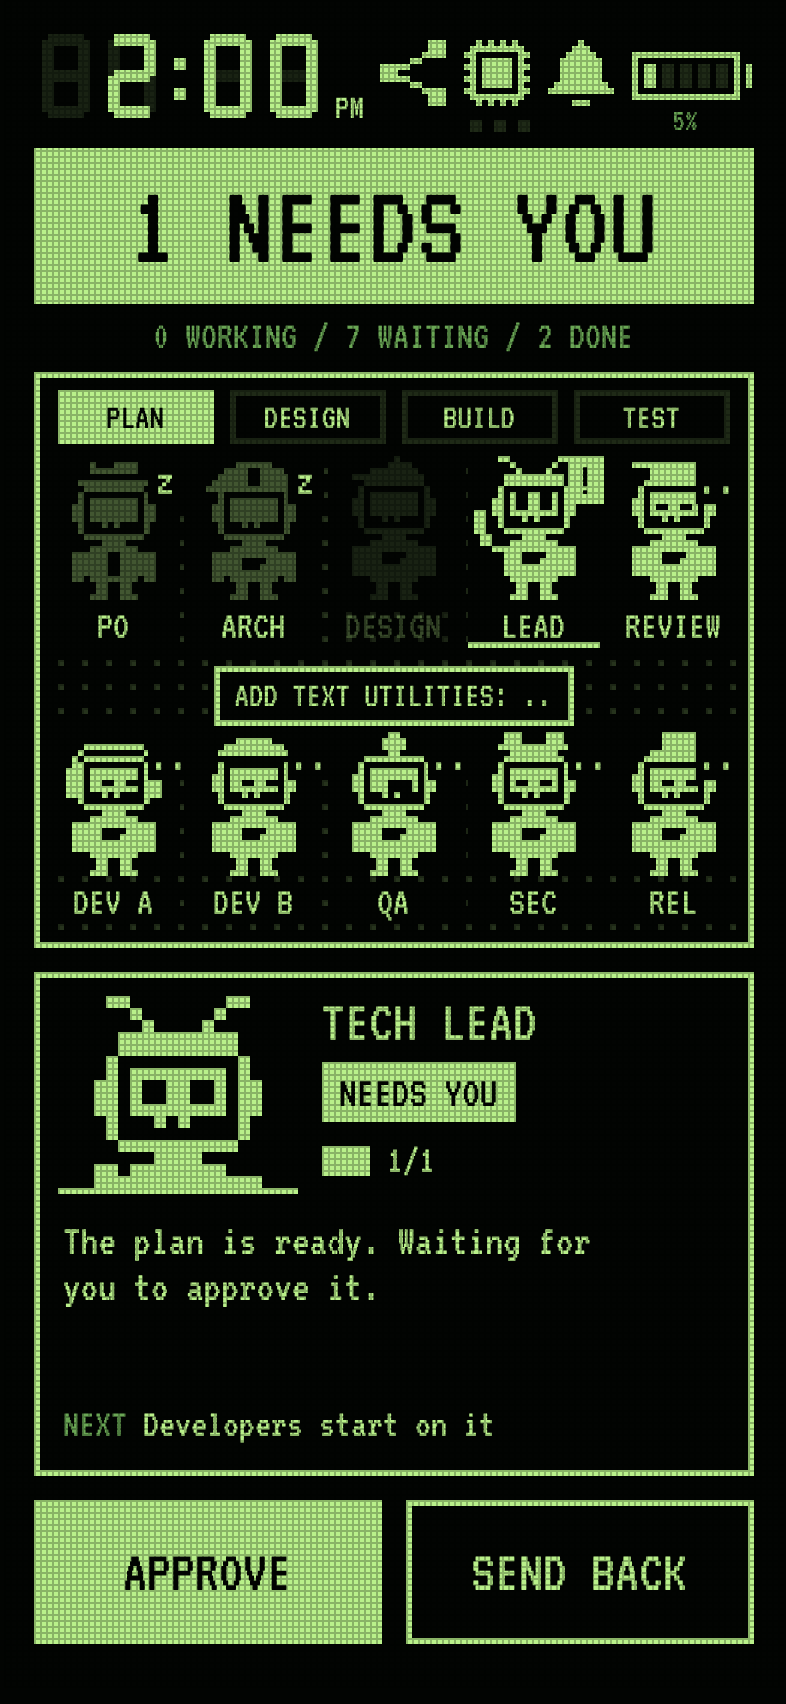 2:00 PM
5%
1 NEEDS YOU
0 WORKING / 7 WAITING / 2 DONE
PLAN DESIGN BUILD TEST
Z Z ! ..
PO ARCH DESIGN LEAD REVIEW
ADD TEXT UTILITIES: ..
DEV A DEV B QA SEC REL
TECH LEAD
NEEDS YOU
1/1
The plan is ready. Waiting for
you to approve it.
NEXT Developers start on it
APPROVE SEND BACK